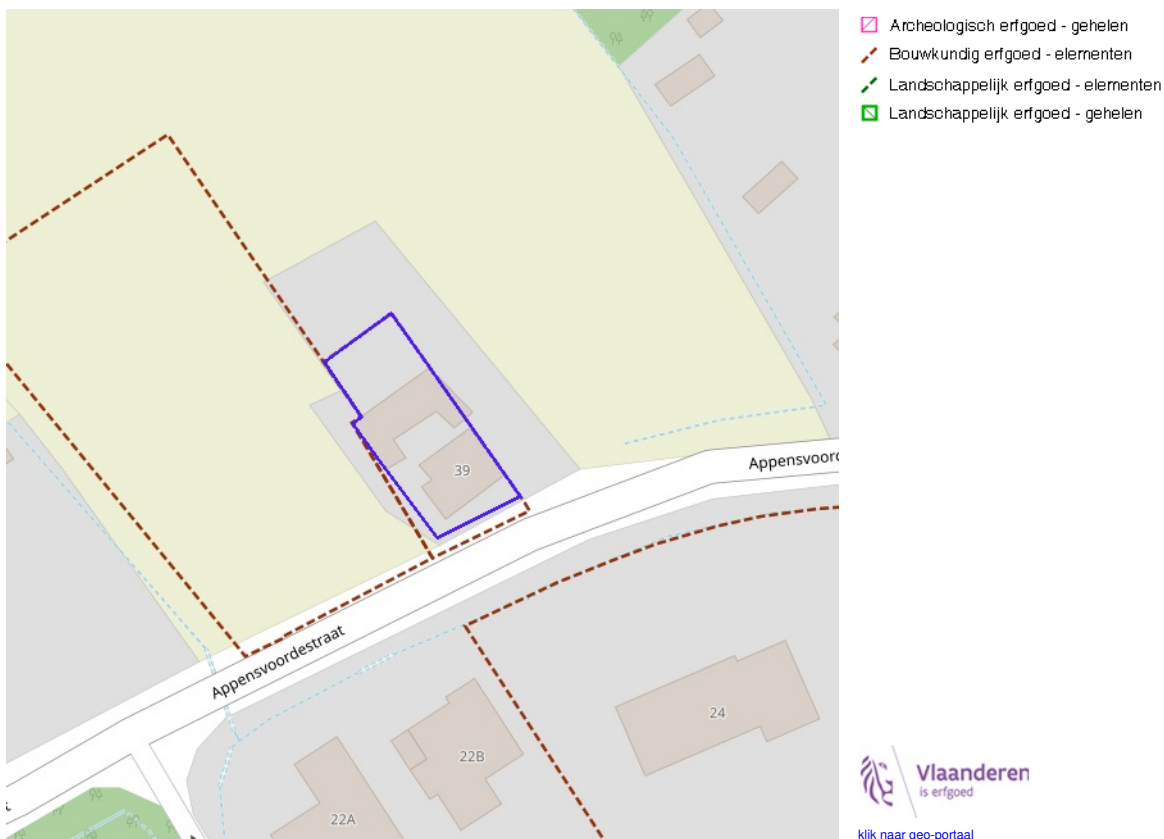 Archeologisch erfgoed - gehelen
Bouwkundig erfgoed - elementen
Landschappelijk erfgoed - elementen
Landschappelijk erfgoed - gehelen
39
Appensvoord
Appensvoordestraat
24
22B
22A
Vlaanderen
is erfgoed
klik naar geo-portaal